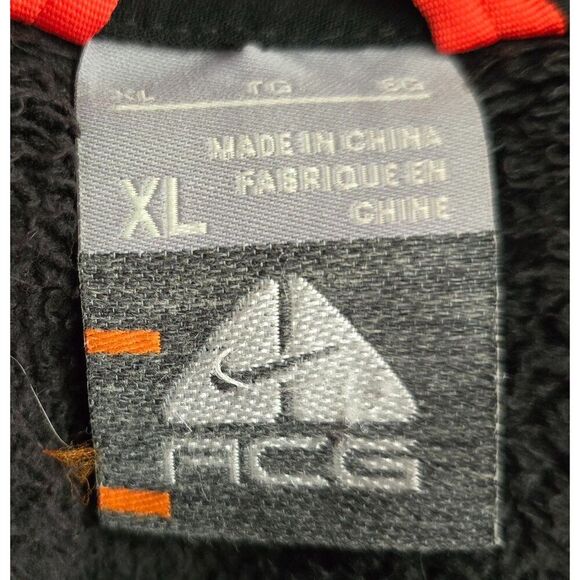 XL TG EG
MADE IN CHINA
XL
FABRIQUE EN
CHINE
ACG